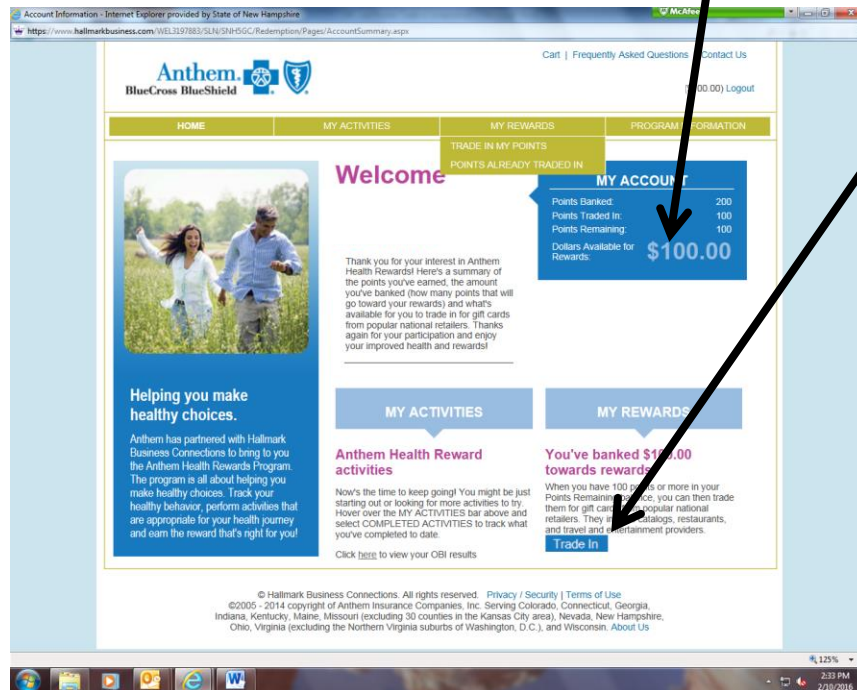 Account Information - Internet Explorer provided by State of New Hampshire
McAfee
https://www.hallmarkbusiness.com/WEL3197883/SLN/SNHSGC/Redemption/Pages/AccountSummary.aspx
Anthem.
BlueCross BlueShield
Cart | Frequently Asked Questions Contact Us
00.00) Logout
HOME
MY ACTIVITIES
MY REWARDS
PROGRAM INFORMATION
TRADE IN MY POINTS
POINTS ALREADY TRADED IN
Welcome
MY ACCOUNT
Points Banked: 200
Points Traded In: 100
Points Remaining: 100
Dollars Available for
Rewards:
$100.00
Thank you for your interest in Anthem
Health Rewards! Here's a summary of
the points you've earned, the amount
you've banked (how many points that will
go toward your rewards) and what's
available for you to trade in for gift cards
from popular national retailers. Thanks
again for your participation and enjoy
your improved health and rewards!
Helping you make
healthy choices.
Anthem has partnered with Hallmark
Business Connections to bring to you
the Anthem Health Rewards Program.
The program is all about helping you
make healthy choices. Track your
healthy behavior, perform activities that
are appropriate for your health journey
and earn the reward that's right for you!
MY ACTIVITIES
Anthem Health Reward
activities
Now's the time to keep going! You might be just
starting out or looking for more activities to try.
Hover over the MY ACTIVITIES bar above and
select COMPLETED ACTIVITIES to track what
you've completed to date.
Click here to view your OBI results
MY REWARDS
You've banked $100.00
towards rewards
When you have 100 points or more in your
Points Remaining balance, you can then trade
them for gift cards from popular national
retailers. They catalogs, restaurants,
and travel and entertainment providers.
Trade In
© Hallmark Business Connections. All rights reserved. Privacy / Security | Terms of Use
©2005 - 2014 copyright of Anthem Insurance Companies, Inc. Serving Colorado, Connecticut, Georgia,
Indiana, Kentucky, Maine, Missouri (excluding 30 counties in the Kansas City area), Nevada, New Hampshire,
Ohio, Virginia (excluding the Northern Virginia suburbs of Washington, D.C.), and Wisconsin. About Us
125%
2:33 PM
2/10/2016